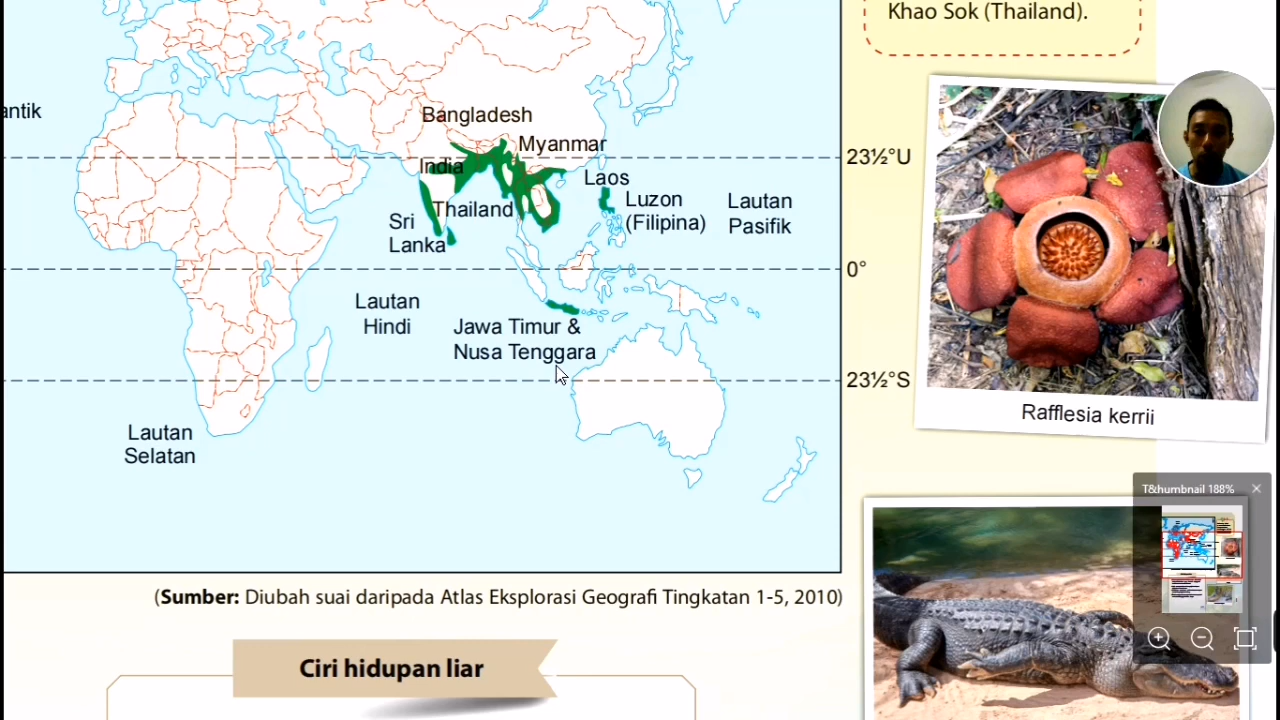 Khao Sok (Thailand).
antik
Bangladesh
Myanmar
India
23½°U
Laos
Luzon
(Filipina)
Lautan
Pasifik
Thailand
Sri
Lanka
0°
Lautan
Hindi
Jawa Timur &
Nusa Tenggara
23½°S
Lautan
Selatan
Rafflesia kerrii
T&humbnail 188%
(Sumber: Diubah suai daripada Atlas Eksplorasi Geografi Tingkatan 1-5, 2010)
Ciri hidupan liar